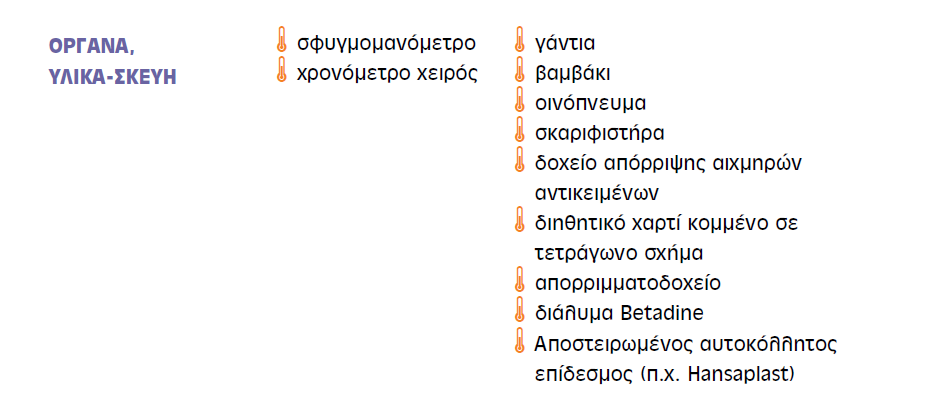 ΟΡΓΑΝΑ,
ΥΛΙΚΑ-ΣΚΕΥΗ
σφυγμομανόμετρο
χρονόμετρο χειρός
γάντια
βαμβάκι
οινόπνευμα
σκαριφιστήρα
δοχείο απόρριψης αιχμηρών
αντικειμένων
διηθητικό χαρτί κομμένο σε
τετράγωνο σχήμα
απορριμματοδοχείο
διάλυμα Betadine
Αποστειρωμένος αυτοκόλλητος
επίδεσμος (π.χ. Hansaplast)